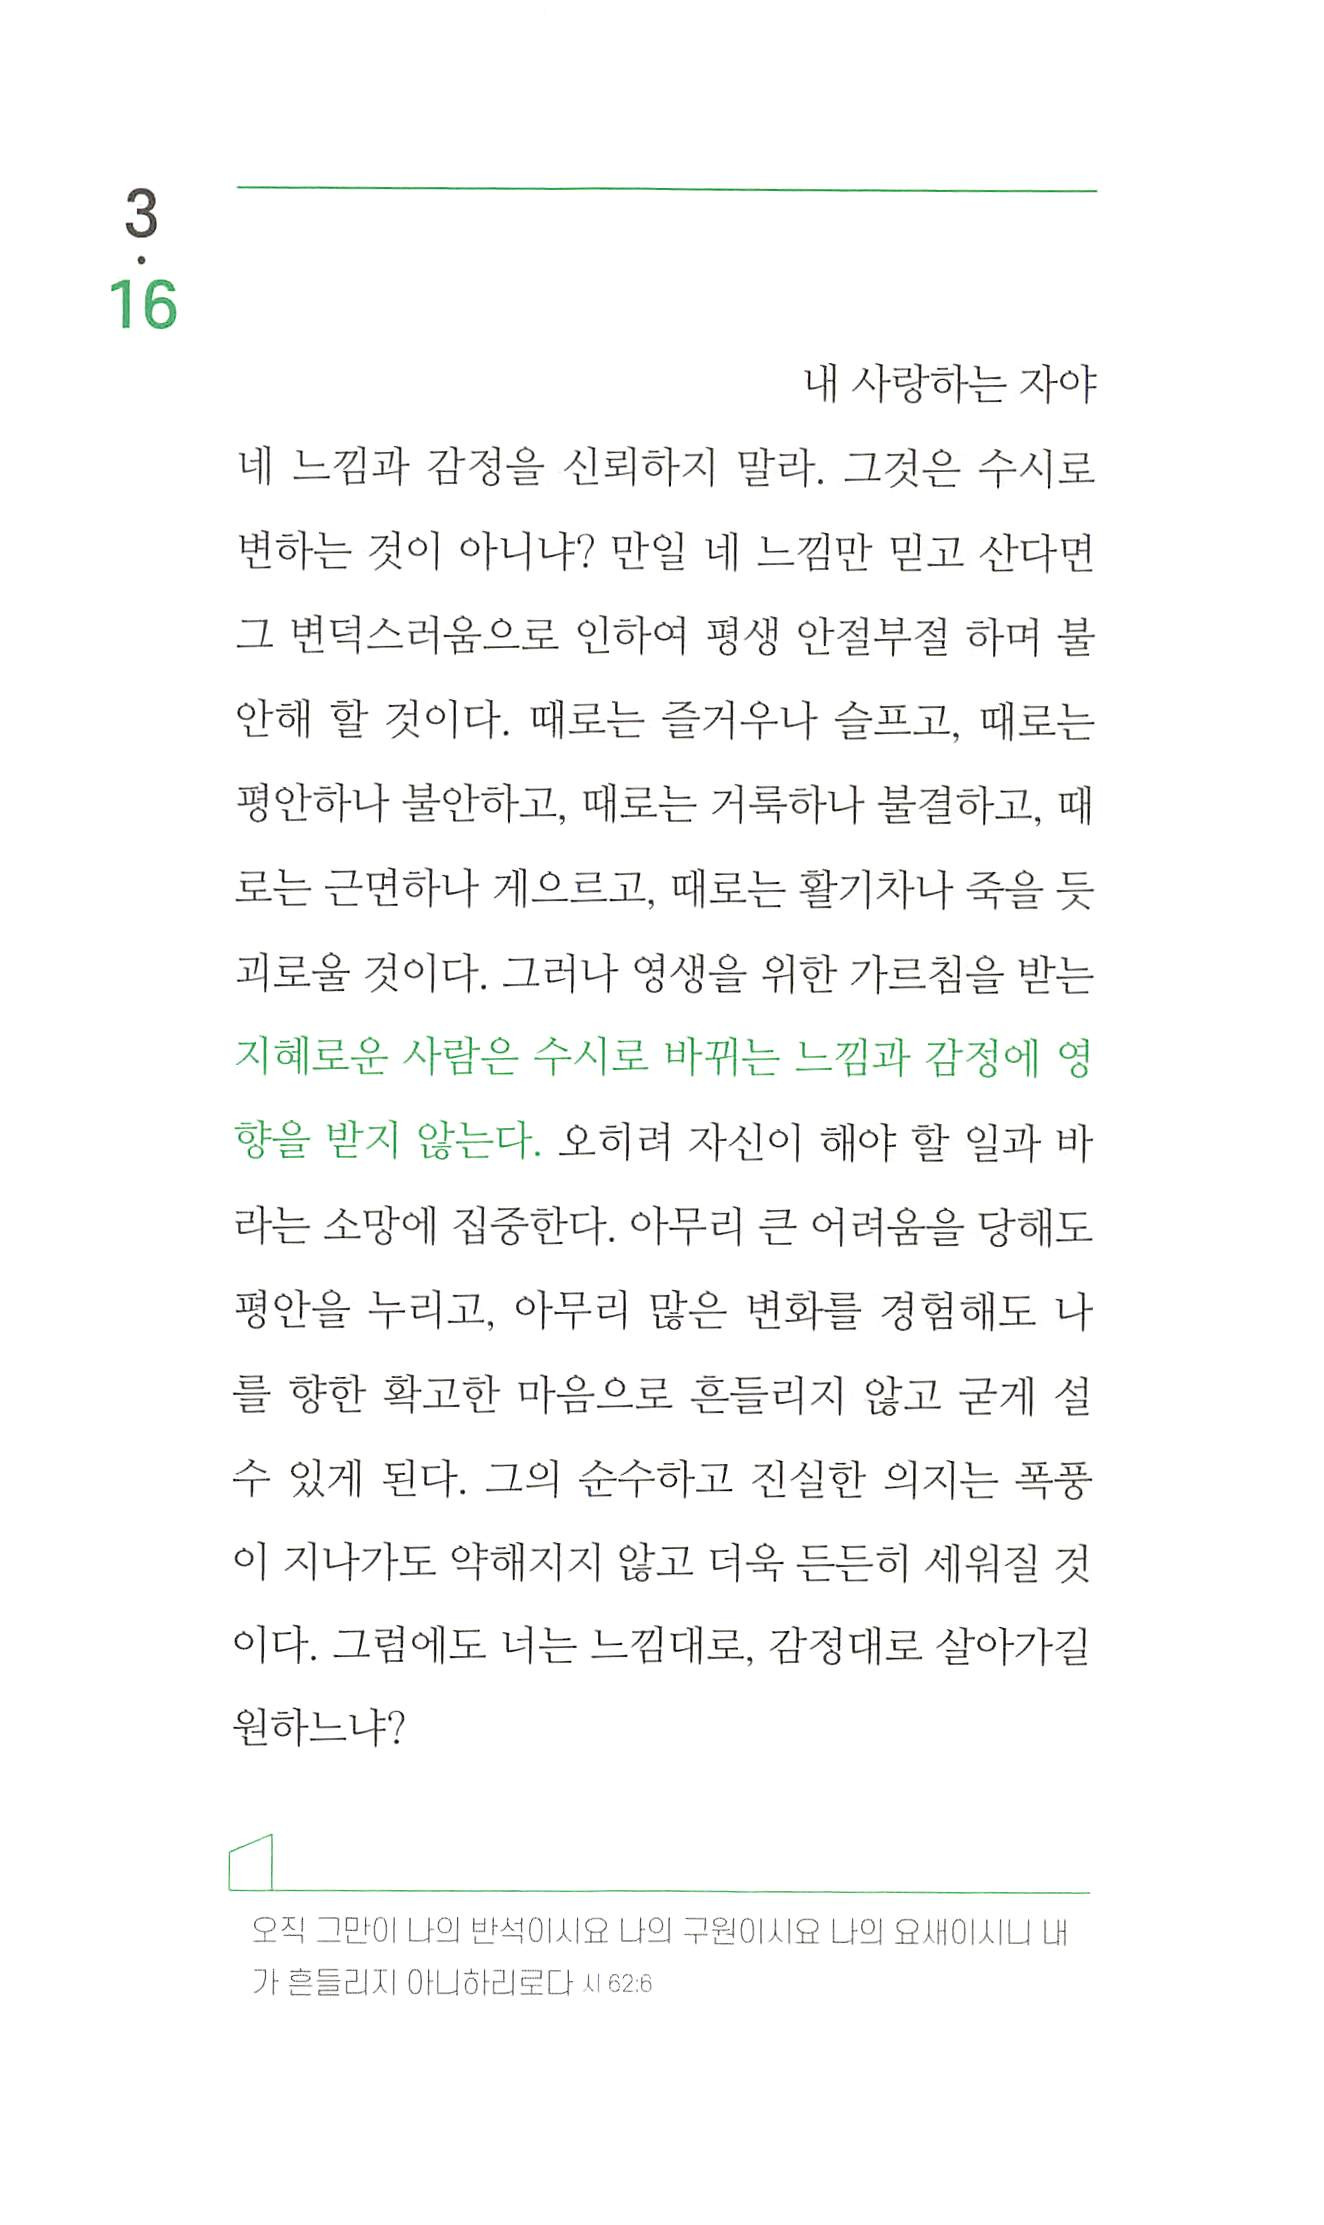 3
·
16
내 사랑하는 자야
네 느낌과 감정을 신뢰하지 말라. 그것은 수시로
변하는 것이 아니냐? 만일 네 느낌만 믿고 산다면
그 변덕스러움으로 인하여 평생 안절부절 하며 불
안해 할 것이다. 때로는 즐거우나 슬프고, 때로는
평안하나 불안하고, 때로는 거룩하나 불결하고, 때
로는 근면하나 게으르고, 때로는 활기차나 죽을 듯
괴로울 것이다. 그러나 영생을 위한 가르침을 받는
지혜로운 사람은 수시로 바뀌는 느낌과 감정에 영
향을 받지 않는다. 오히려 자신이 해야 할 일과 바
라는 소망에 집중한다. 아무리 큰 어려움을 당해도
평안을 누리고, 아무리 많은 변화를 경험해도 나
를 향한 확고한 마음으로 흔들리지 않고 굳게 설
수 있게 된다. 그의 순수하고 진실한 의지는 폭풍
이 지나가도 약해지지 않고 더욱 든든히 세워질 것
이다. 그럼에도 너는 느낌대로, 감정대로 살아가길
원하느냐?
오직 그만이 나의 반석이시요 나의 구원이시요 나의 요새이시니 내
가 흔들리지 아니하리로다 시 62:6